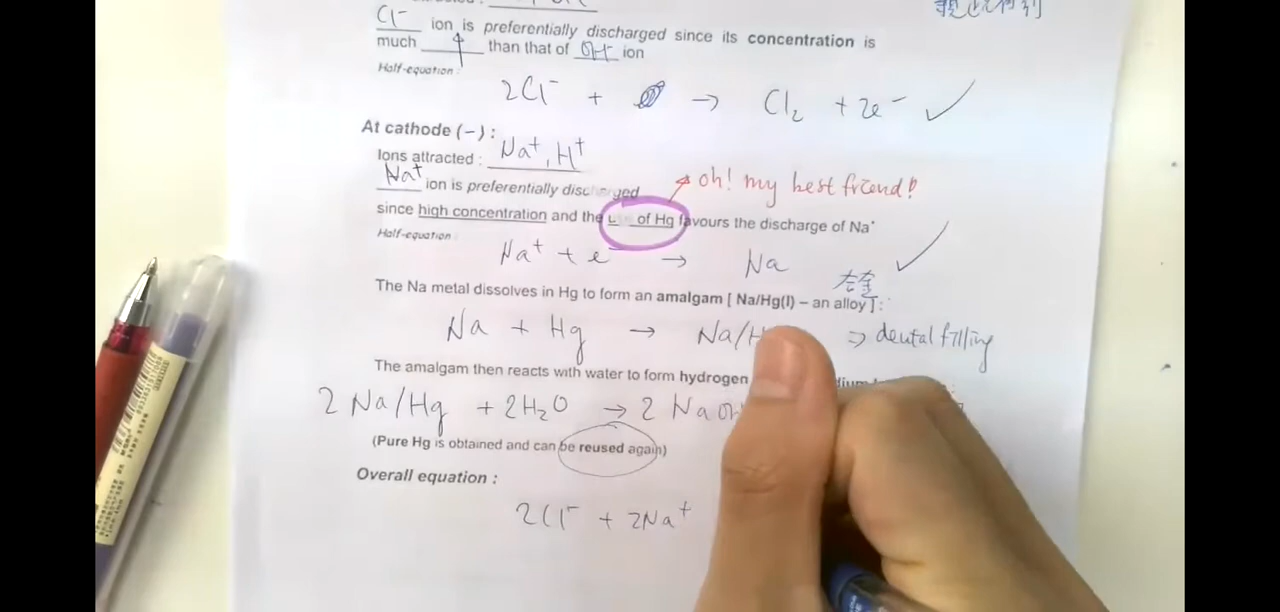 Cl⁻ ion is preferentially discharged since its concentration is
much ↑ than that of OH⁻ ion
Half-equation :
2Cl⁻ + → Cl₂ + 2e⁻ ✓
At cathode (–) :
Ions attracted : Na⁺, H⁺
Na⁺ ion is preferentially discharged
oh! my best friend!
since high concentration and the of Hg favours the discharge of Na⁺
Half-equation
Na⁺ + e → Na ✓
The Na metal dissolves in Hg to form an amalgam [ Na/Hg(l) – an alloy ] :
Na + Hg → Na/H ⇒ dental filling
The amalgam then reacts with water to form hydrogen
2 Na/Hg + 2H₂O → 2 NaOH
(Pure Hg is obtained and can be reused again)
Overall equation :
2Cl⁻ + 2Na⁺